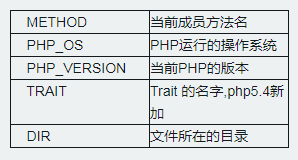 METHOD 当前成员方法名
PHP_OS PHP运行的操作系统
PHP_VERSION 当前PHP的版本
TRAIT Trait 的名字,php5.4新
加
DIR 文件所在的目录